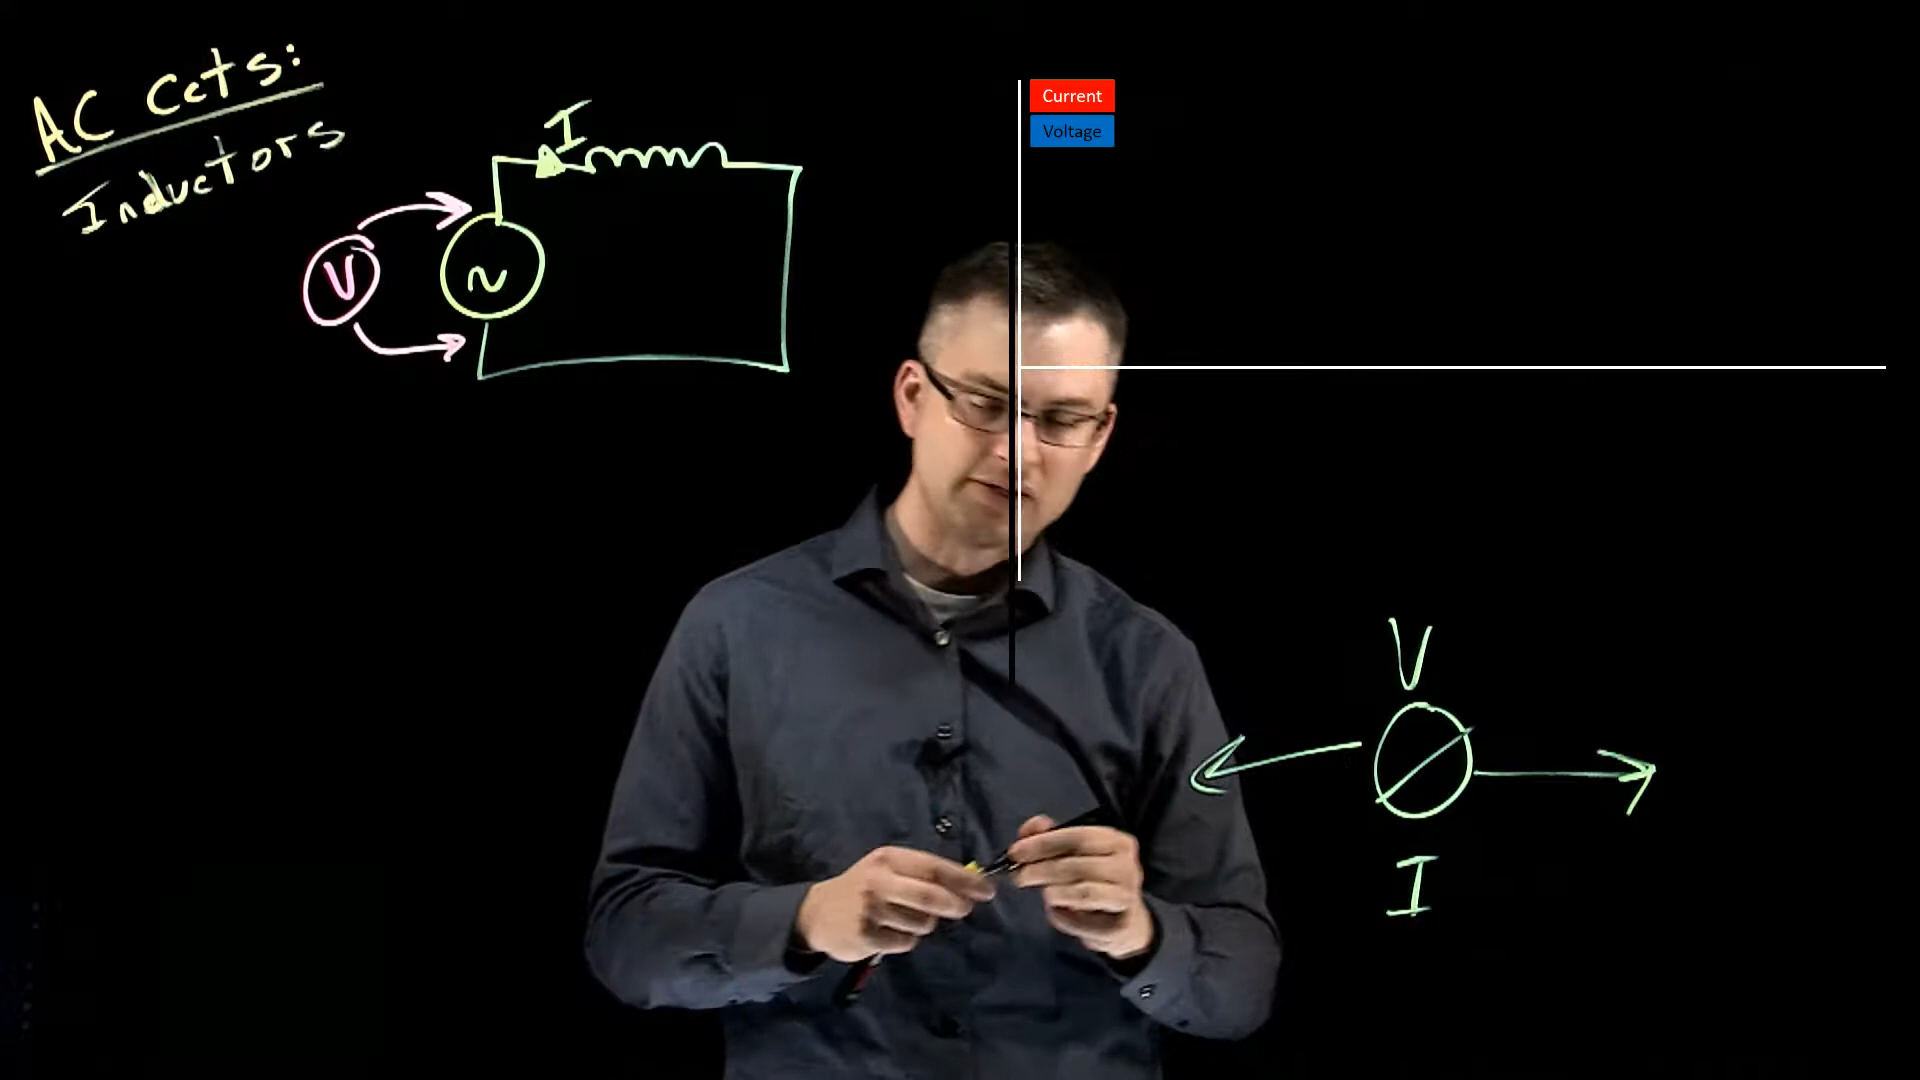 AC Ccts:
Inductors
I
V
~
Current
Voltage
V
I